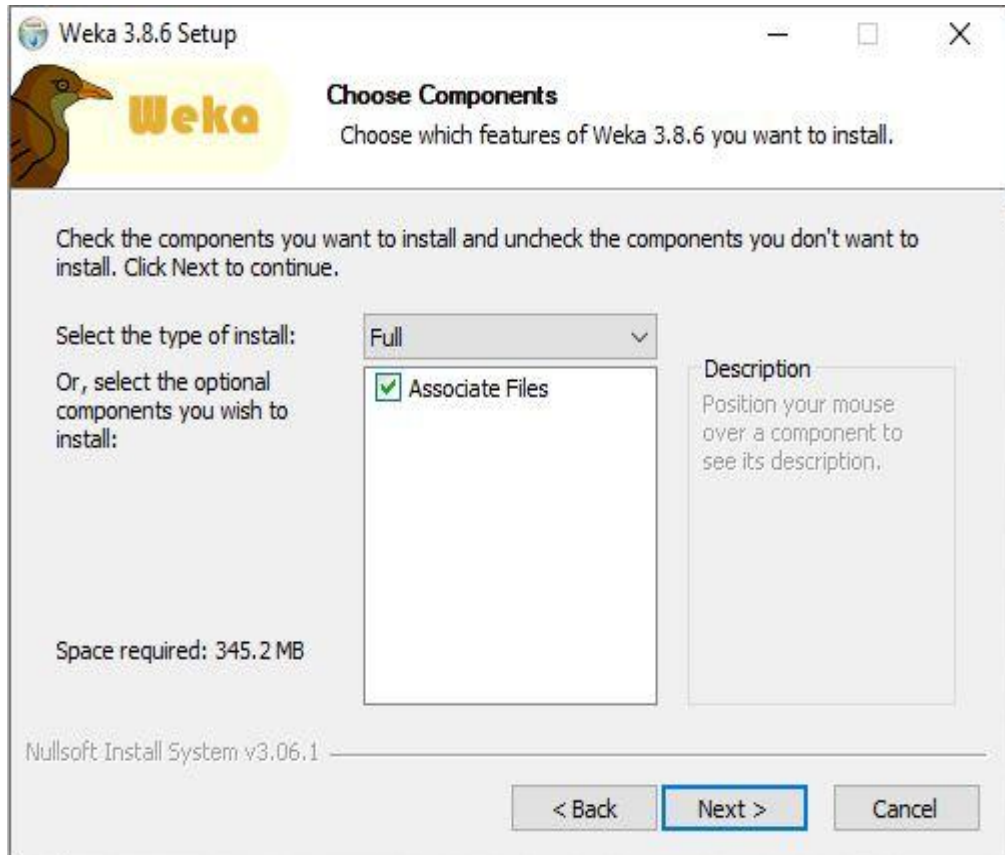 Weka 3.8.6 Setup
Weka
Choose Components
Choose which features of Weka 3.8.6 you want to install.
Check the components you want to install and uncheck the components you don't want to
install. Click Next to continue.
Select the type of install:
Full
Or, select the optional
components you wish to
install:
Associate Files
Description
Position your mouse
over a component to
see its description.
Space required: 345.2 MB
Nullsoft Install System v3.06.1
< Back
Next >
Cancel